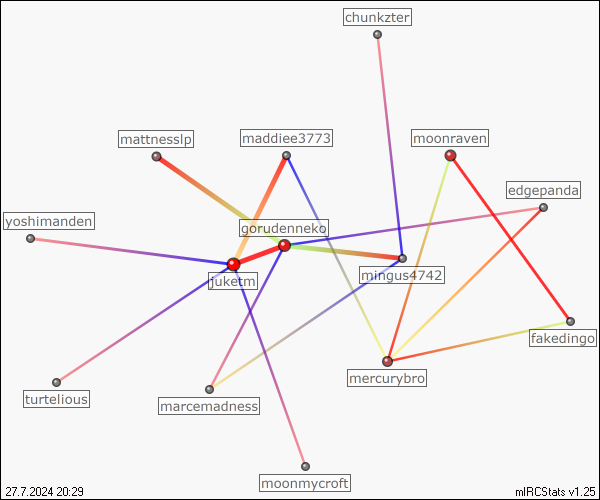 chunkzter
mattnesslp
maddiee3773
moonraven
edgepanda
yoshimanden
gorudenneko
juketm
mingus4742
fakedingo
mercurybro
turtelious
marcemadness
moonmycroft
27.7.2024 20:29
mIRCStats v1.25